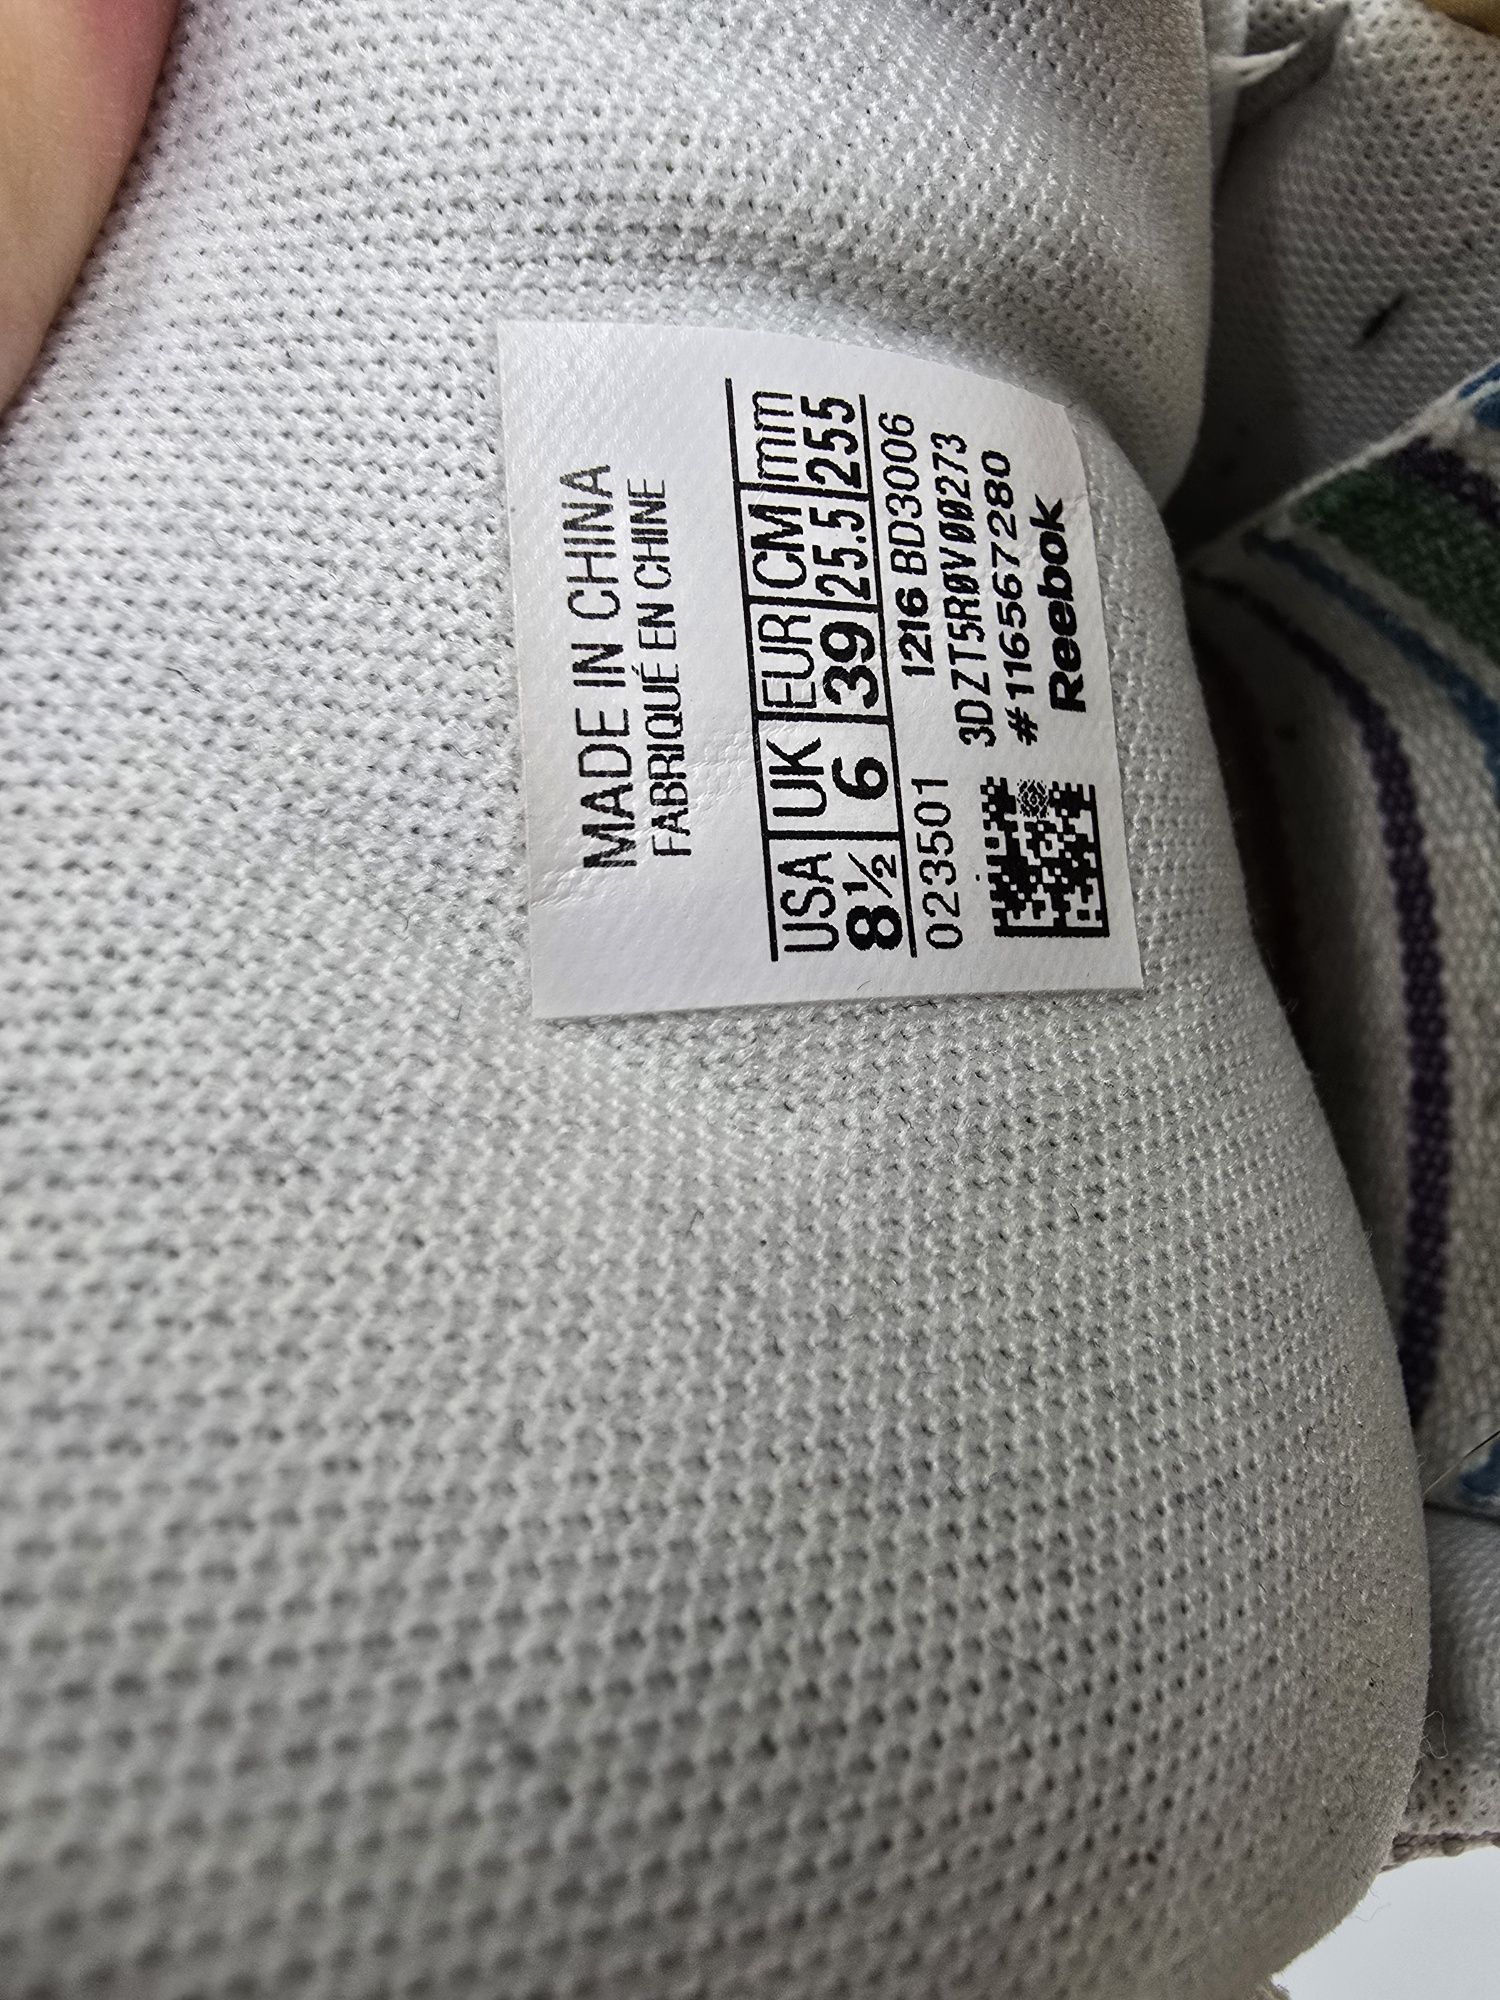 MADE IN CHINA
FABRIQUÉ EN CHINE
USA UK EUR CM mm
8½ 6 39 25.5 255
023501 1216 BD3006
3DZT5R0V00273
#116567280
Reebok